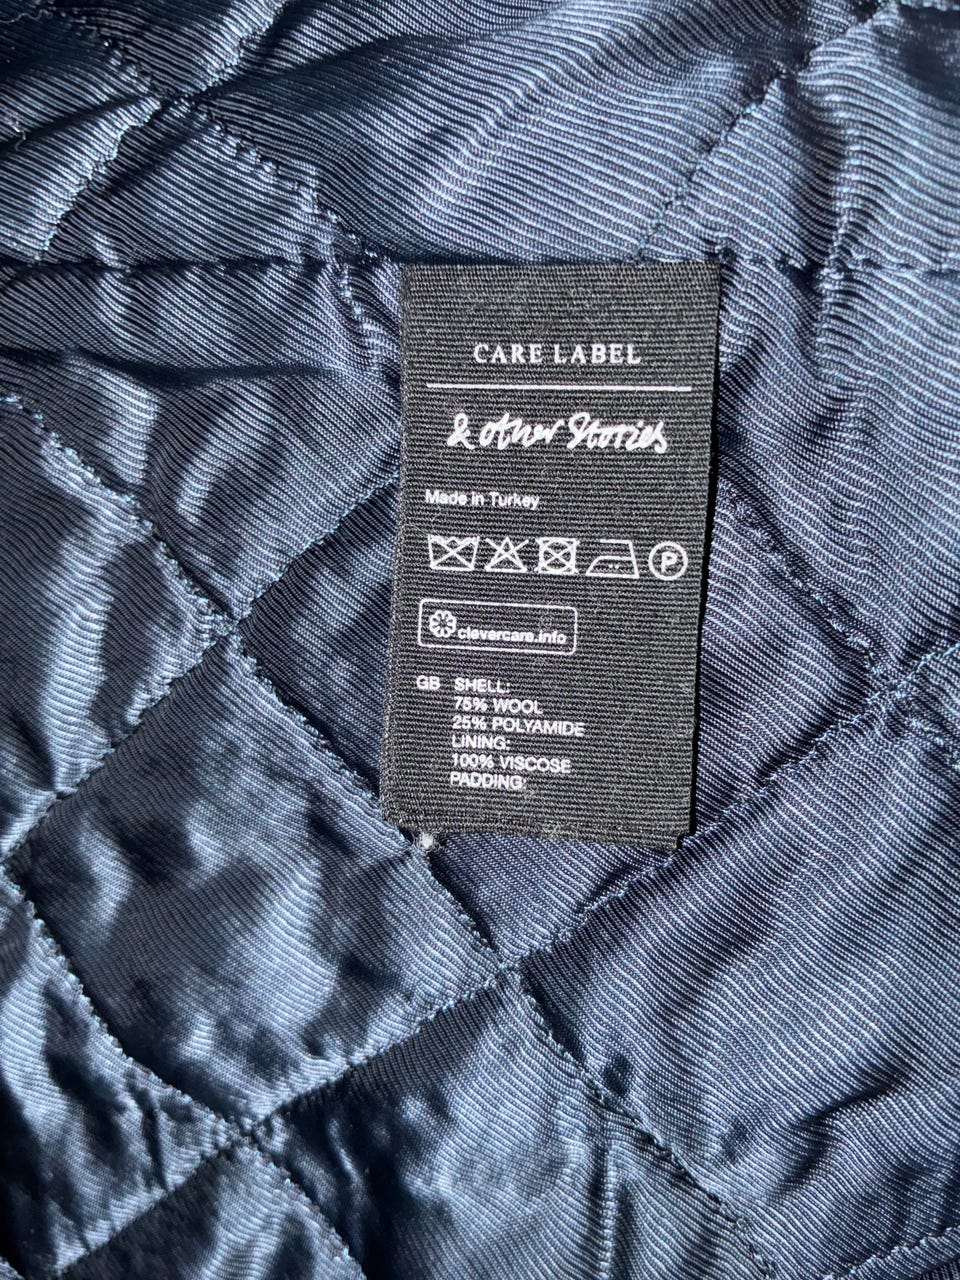 CARE LABEL
& other Stories
Made in Turkey
P
clevercare.info
GB SHELL:
75% WOOL
25% POLYAMIDE
LINING:
100% VISCOSE
PADDING: